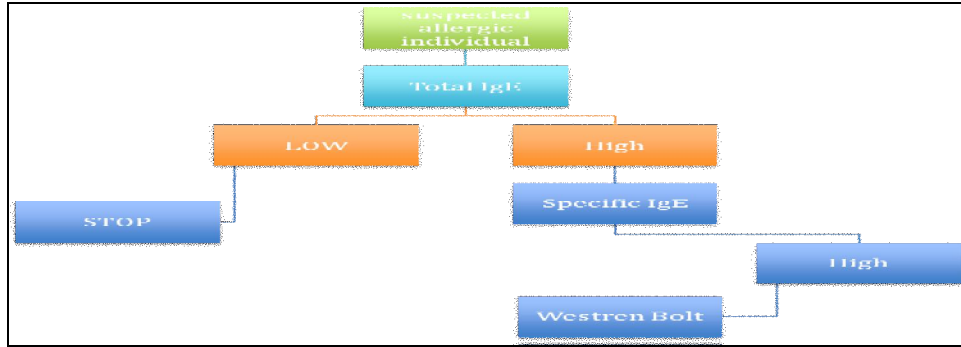 suspected
allergic
individual
Total IgE
LOW
High
Specific IgE
STOP
High
Westren Bolt